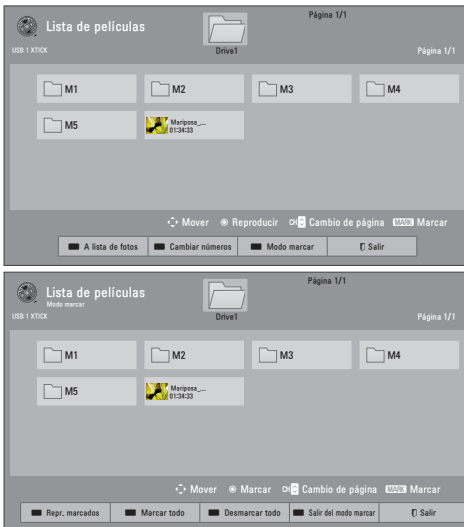 Página 1/1
Lista de películas
USB 1 XTICK
Drive1
Página 1/1
M1
M2
M3
M4
M5
Mariposa_...
01:34:33
Mover
Reproducír
CH
Cambio de página
MARK
Marcar
A lista de fotos
Cambiar números
Modo marcar
Salir
Página 1/1
Lista de películas
Modo marcar
USB 1 XTICK
Drive1
Página 1/1
M1
M2
M3
M4
M5
Mariposa_...
01:34:33
Mover
Marcar
CH
Cambio de página
MARK
Marcar
Repr. marcados
Marcar todo
Desmarcar todo
Salir del modo marcar
Salir